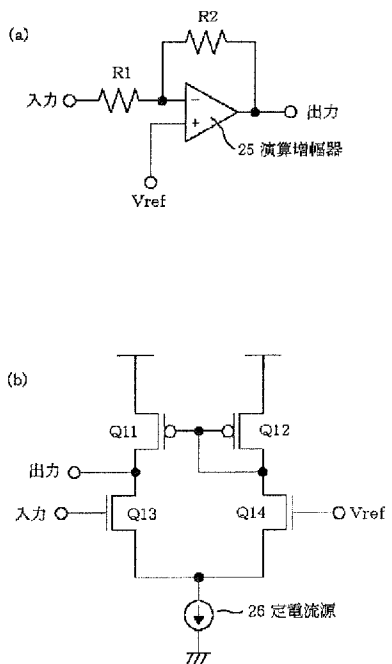 (a)
R2
R1
入力
出力
−
+
25 演算増幅器
Vref
(b)
Q11
Q12
出力
入力
Q13
Q14
Vref
26 定電流源